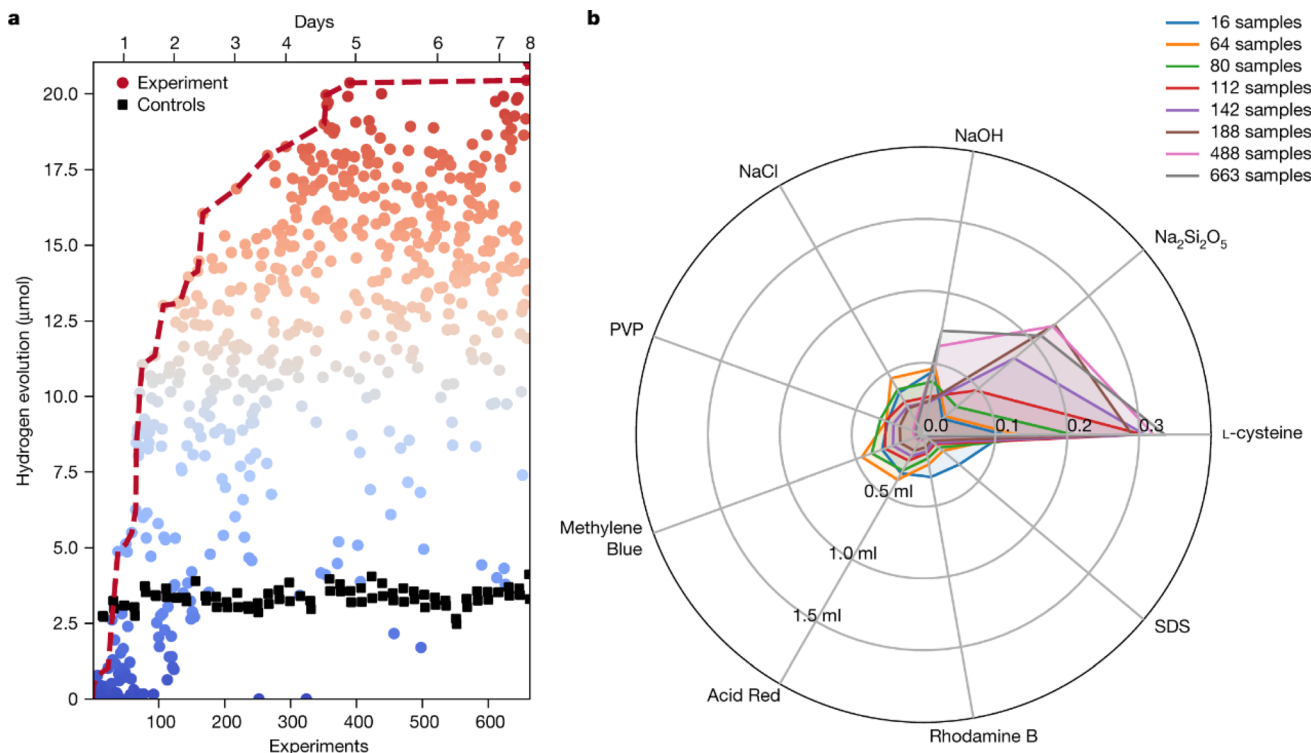 a
Days
1 2 3 4 5 6 7 8
20.0
17.5
15.0
12.5
10.0
7.5
5.0
2.5
0
Hydrogen evolution (μmol)
Experiment
Controls
100 200 300 400 500 600
Experiments
b
16 samples
64 samples
80 samples
112 samples
142 samples
188 samples
488 samples
663 samples
NaOH
NaCl
Na₂Si₂O₅
PVP
0.0 0.1 0.2 0.3
L-cysteine
0.5 ml
Methylene
Blue
1.0 ml
1.5 ml
SDS
Acid Red
Rhodamine B